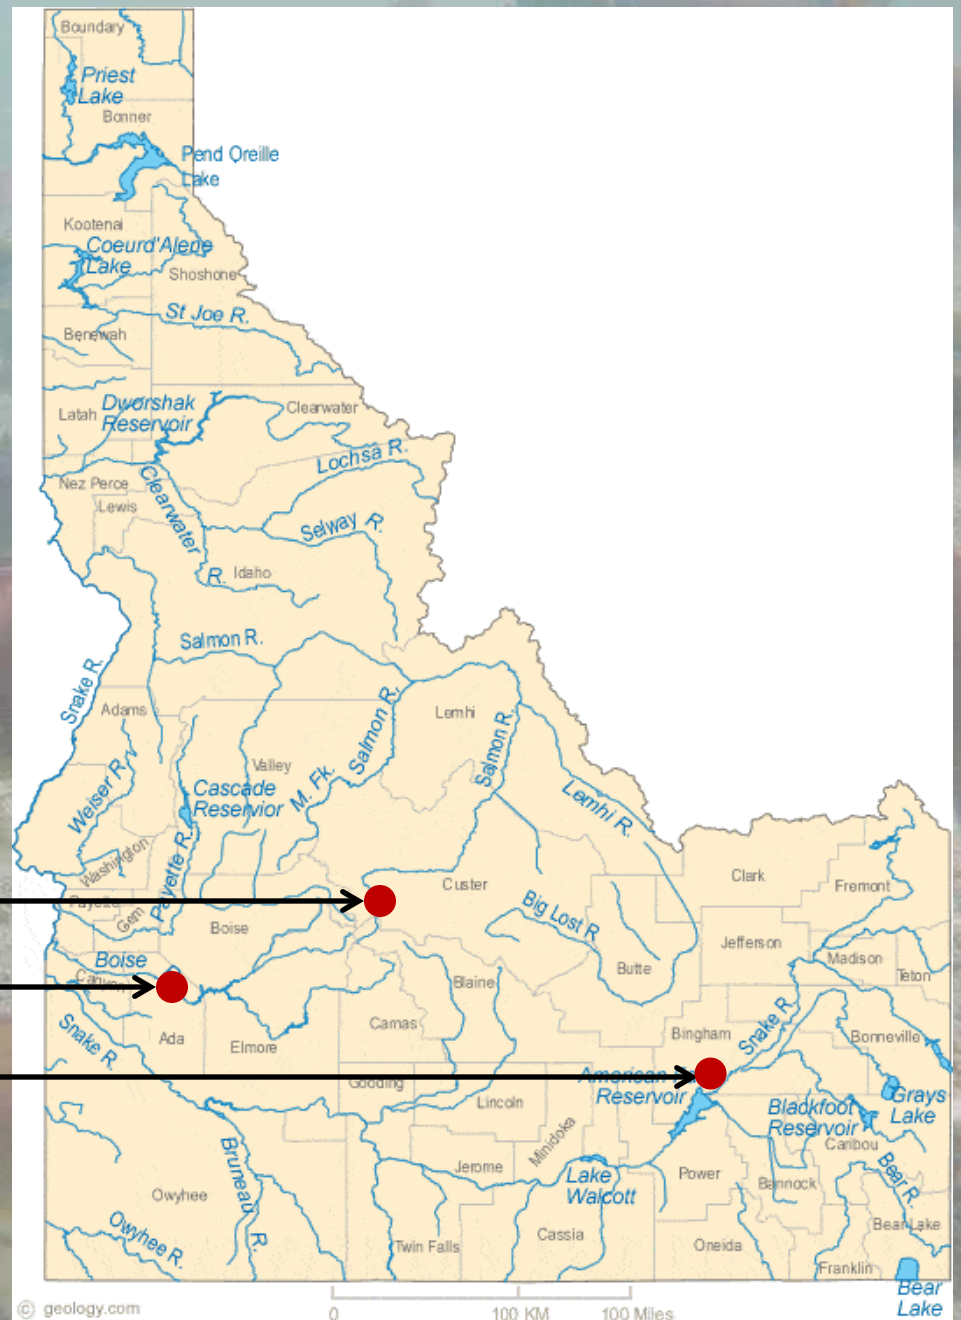 Boundary
Priest
Lake
Bonner
Pend Oreille
Lake
Kootenai
Coeurd'Alene
Lake
Shoshone
St Joe R.
Benewah
Dworshak
Reservoir
Latah
Clearwater
Lochsa R.
Nez Perce
Lewis
Clearwater
R.
Selway R.
Idaho
Salmon R.
Snake R.
Adams
Lemhi
Salmon R.
Salmon R.
M. Fk.
Valley
Cascade
Reservior
Weiser R.
Lemhi R.
Washington
Payette R.
Payette
Gem
Custer
Clark
Fremont
Big Lost R
Boise
Jefferson
Madison
Teton
Boise
Canyon
Butte
Blaine
Snake R.
Ada
Elmore
Camas
Bingham
Snake R.
Bonneville
Gooding
American
Reservoir
Lincoln
Grays
Lake
Blackfoot
Reservoir
Caribou
Minidoka
Jerome
Lake
Walcott
Power
Bannock
Bear R.
Owyhee
Bruneau R.
Owyhee R.
Twin Falls
Cassia
Oneida
Bear Lake
Franklin
Bear
Lake
© geology.com
0 100 KM 100 Miles